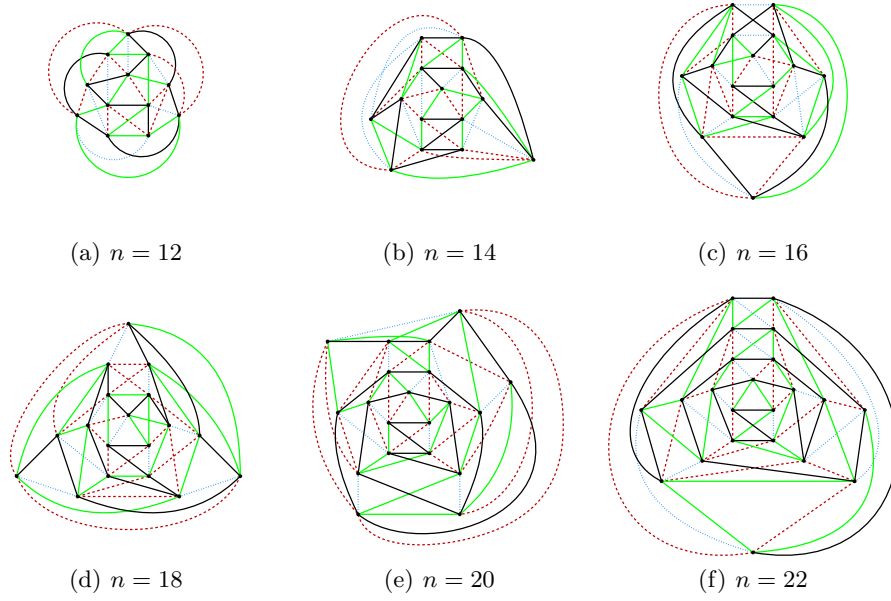 (a) n = 12
(b) n = 14
(c) n = 16
(d) n = 18
(e) n = 20
(f) n = 22